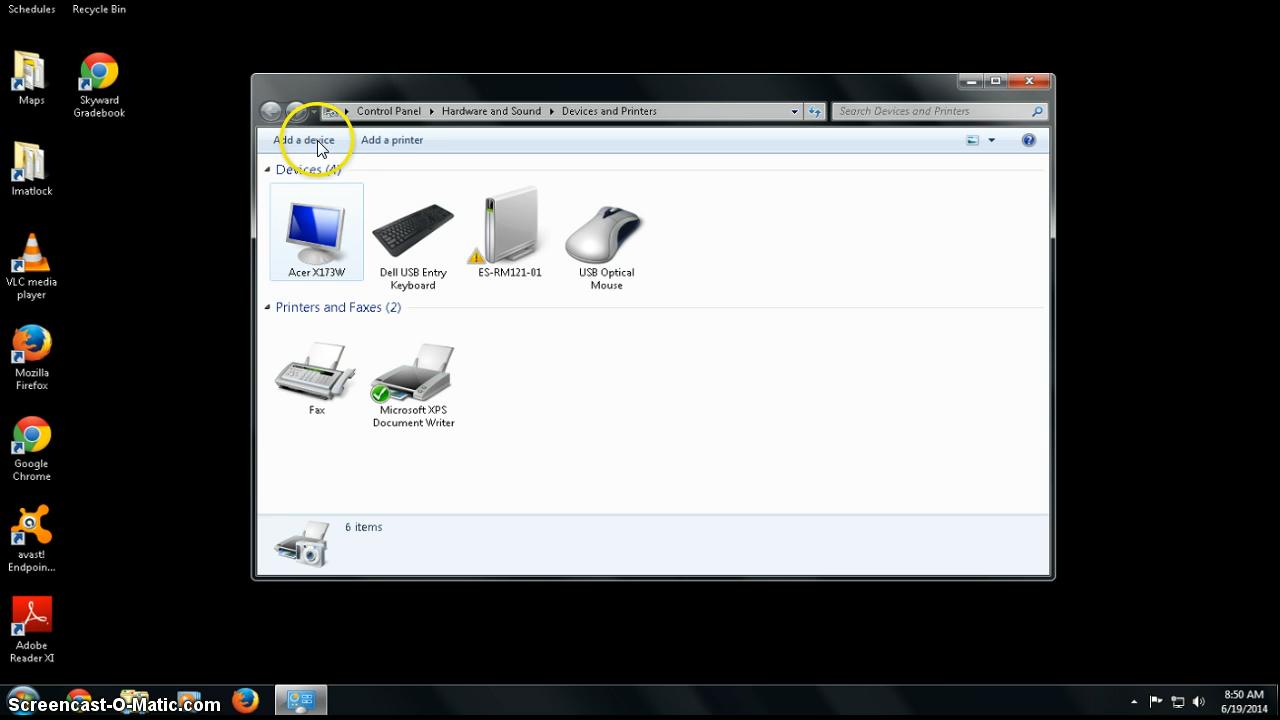 Schedules
Recycle Bin
Maps
Skyward
Gradebook
lmatlock
VLC media
player
Mozilla
Firefox
Google
Chrome
avast!
Endpoin...
Adobe
Reader XI
Control Panel
Hardware and Sound
Devices and Printers
Search Devices and Printers
Add a device
Add a printer
Devices (4)
Acer X173W
Dell USB Entry
Keyboard
ES-RM121-01
USB Optical
Mouse
Printers and Faxes (2)
Fax
Microsoft XPS
Document Writer
6 items
Screencast-O-Matic.com
8:50 AM
6/19/2014